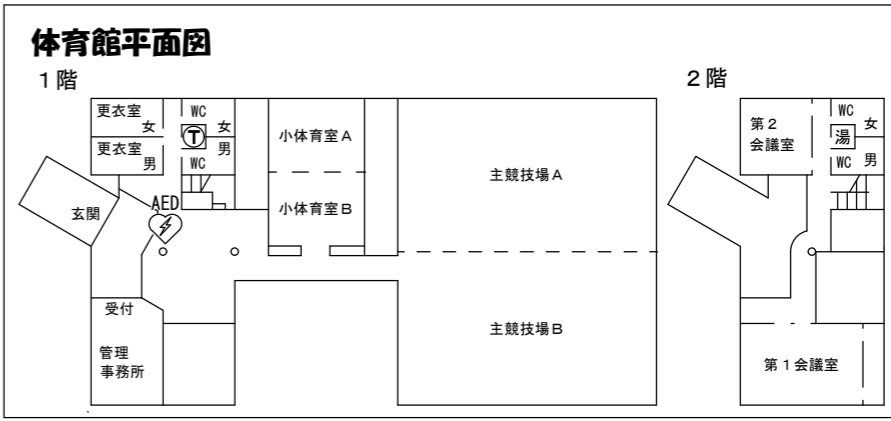 体育館平面図
1階
更衣室
女
更衣室
男
WC
女
Ⓣ
男
WC
小体育室A
小体育室B
主競技場A
主競技場B
玄関
AED
受付
管理
事務所
2階
第2
会議室
WC
女
湯
WC 男
第1会議室